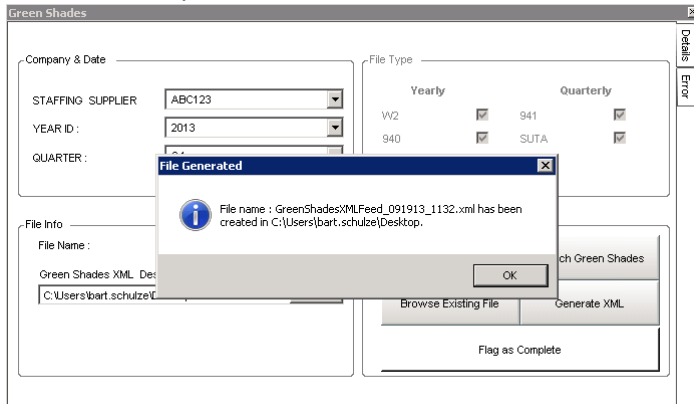 Green Shades
Details
Error
Company & Date
File Type
STAFFING SUPPLIER
ABC123
YEAR ID :
2013
QUARTER :
Yearly
Quarterly
W2
941
940
SUTA
File Generated
File name : GreenShadesXMLFeed_091913_1132.xml has been
created in C:\Users\bart.schulze\Desktop.
OK
File Info
File Name :
Green Shades XML
C:\Users\bart.schulze\
Green Shades
Browse Existing File
Generate XML
Flag as Complete